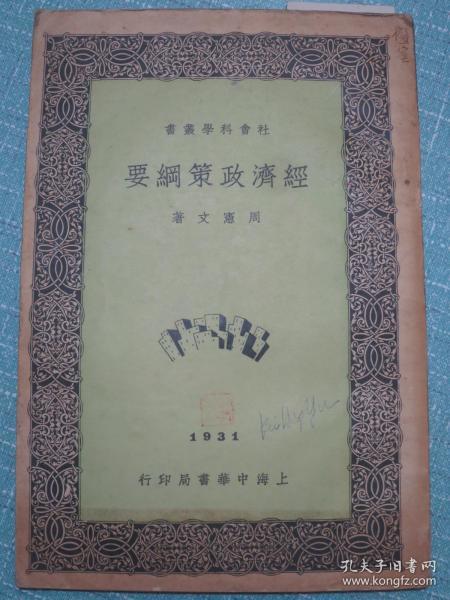 社會科學叢書
經濟政策綱要
周憲文著
1931
上海中華書局印行
孔夫子旧书网
www.kongfz.com